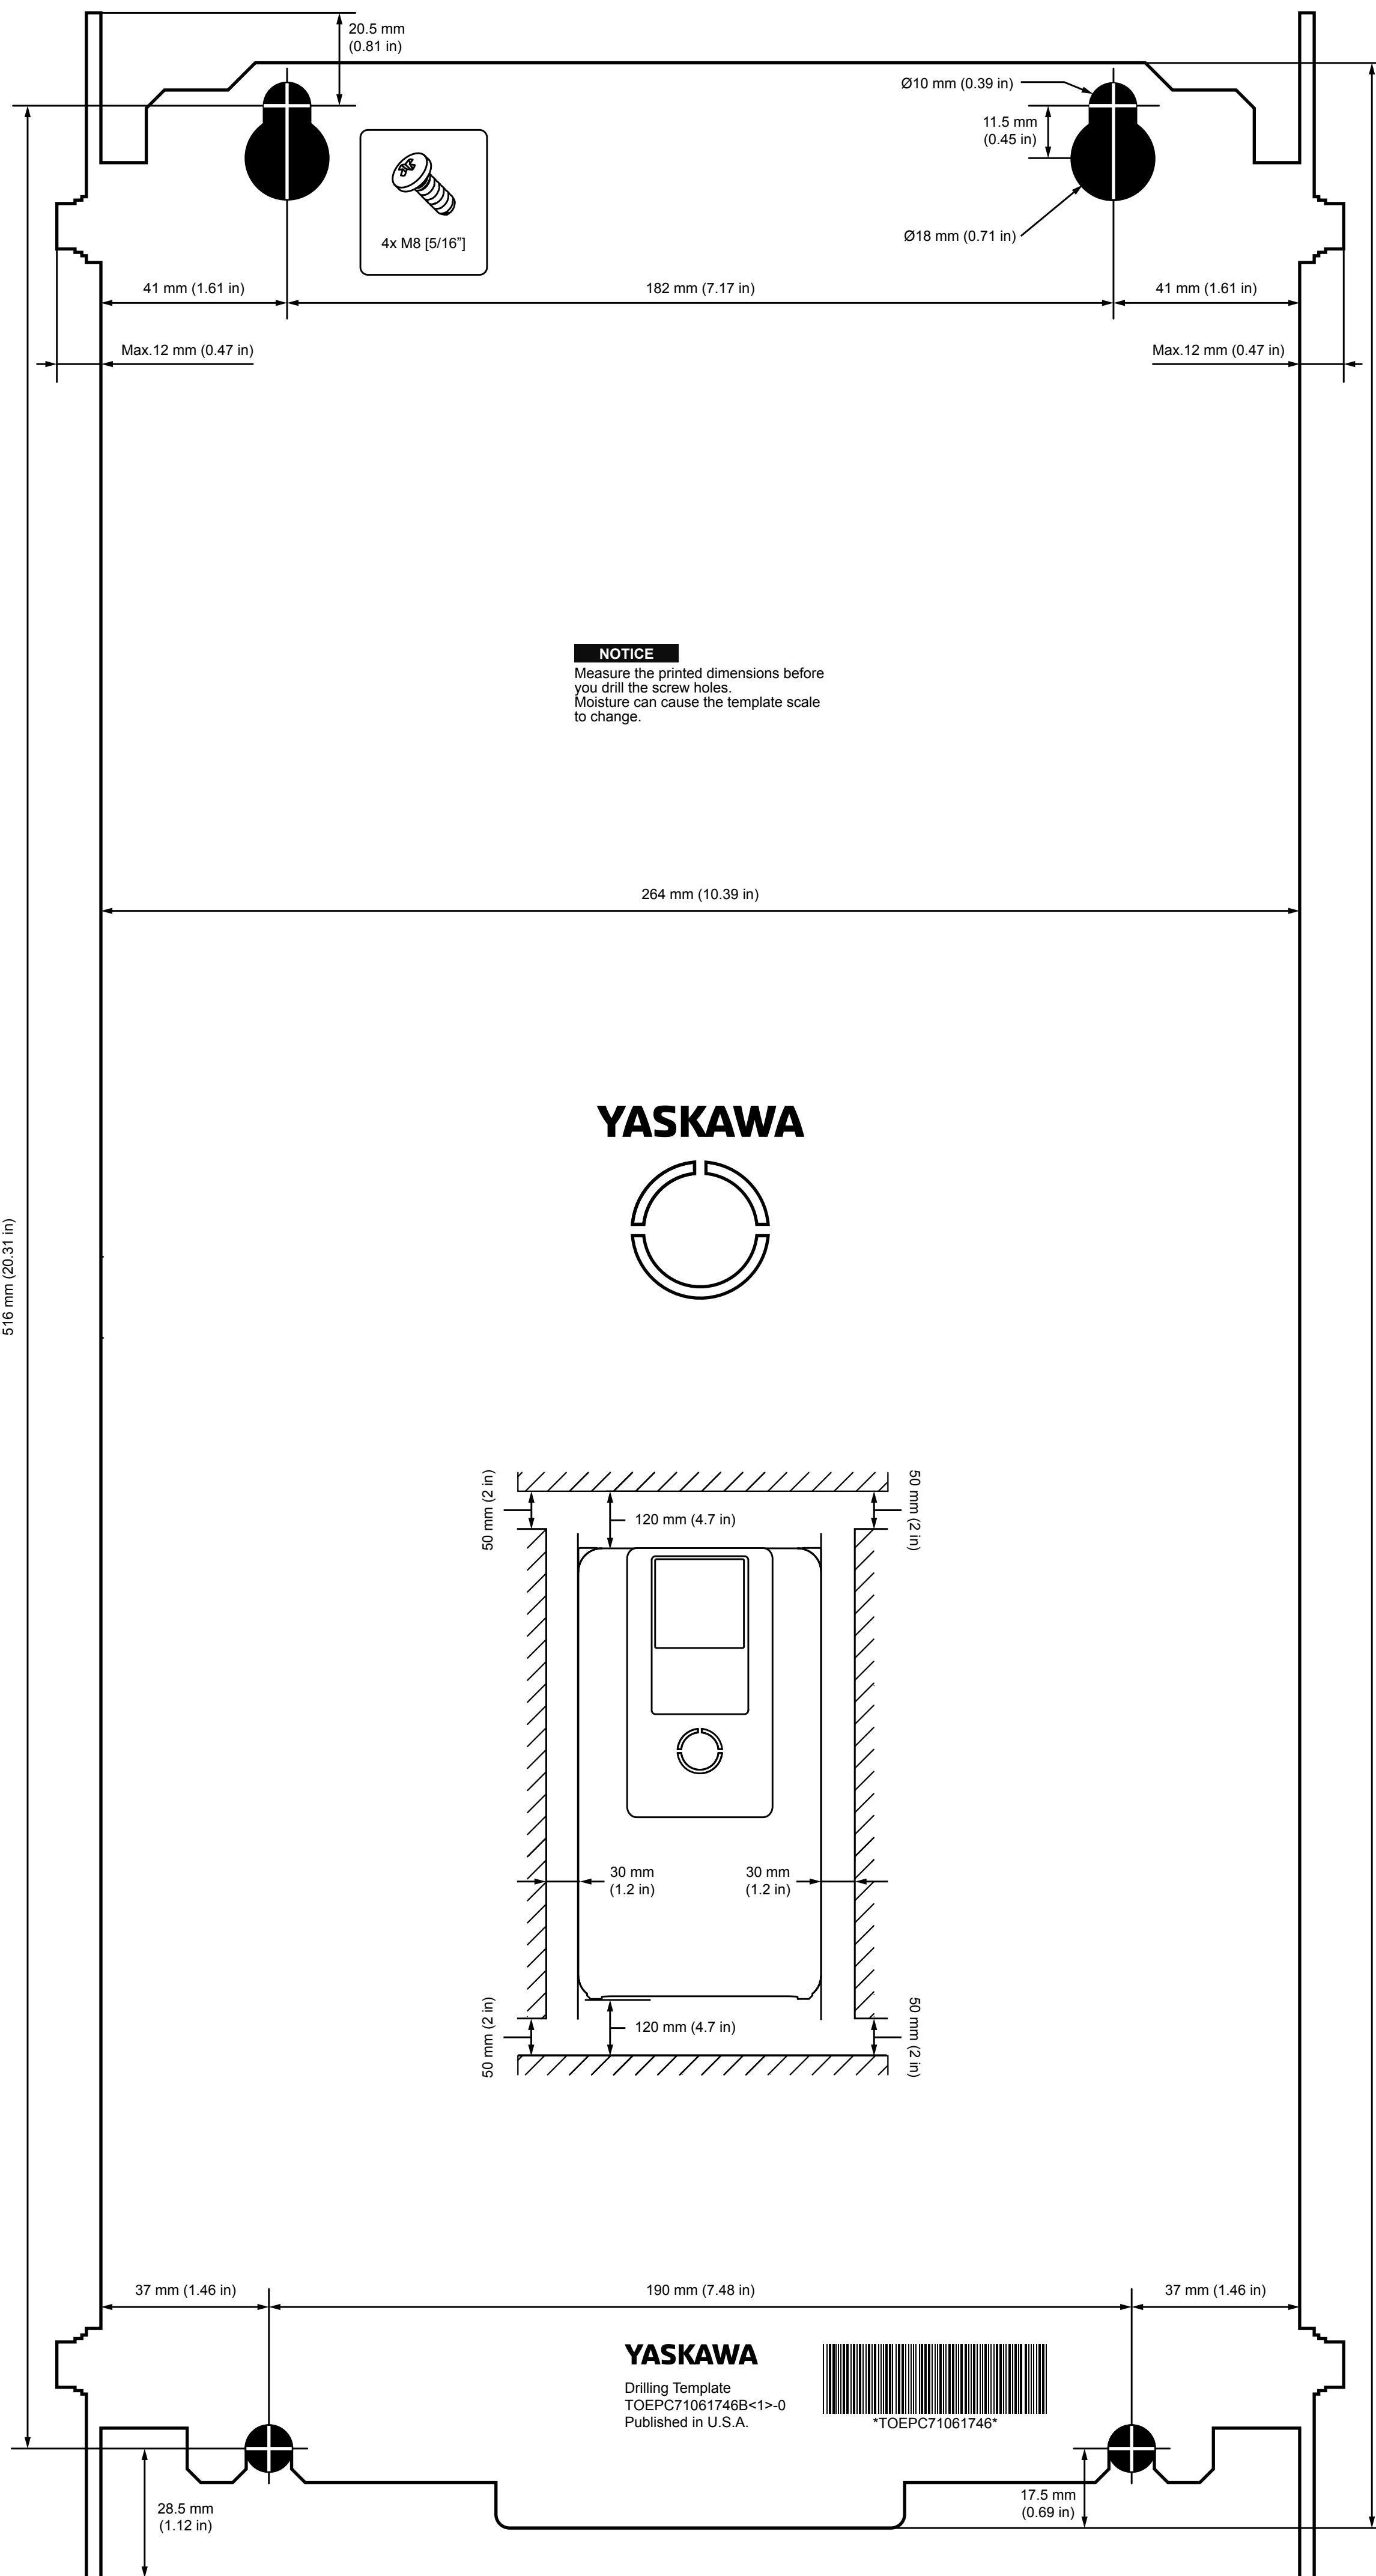 20.5 mm
(0.81 in)
Ø10 mm (0.39 in)
11.5 mm
(0.45 in)
4x M8 [5/16”]
Ø18 mm (0.71 in)
41 mm (1.61 in)
182 mm (7.17 in)
41 mm (1.61 in)
Max.12 mm (0.47 in)
Max.12 mm (0.47 in)
NOTICE
Measure the printed dimensions before
you drill the screw holes.
Moisture can cause the template scale
to change.
264 mm (10.39 in)
YASKAWA
516 mm (20.31 in)
50 mm (2 in)
120 mm (4.7 in)
50 mm (2 in)
30 mm
(1.2 in)
30 mm
(1.2 in)
50 mm (2 in)
120 mm (4.7 in)
50 mm (2 in)
37 mm (1.46 in)
190 mm (7.48 in)
37 mm (1.46 in)
YASKAWA
Drilling Template
TOEPC71061746B<1>-0
Published in U.S.A.
*TOEPC71061746*
28.5 mm
(1.12 in)
17.5 mm
(0.69 in)